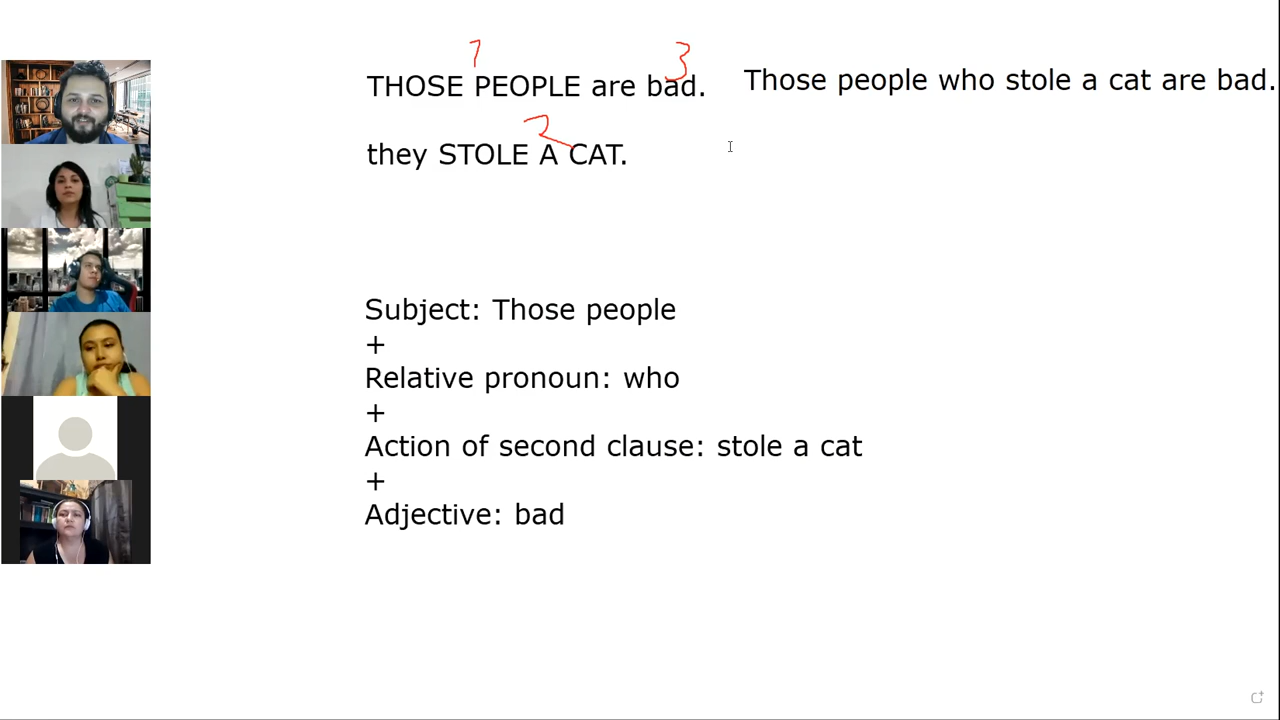 1
3
THOSE PEOPLE are bad.
Those people who stole a cat are bad.
2
they STOLE A CAT.
Subject: Those people
+
Relative pronoun: who
+
Action of second clause: stole a cat
+
Adjective: bad